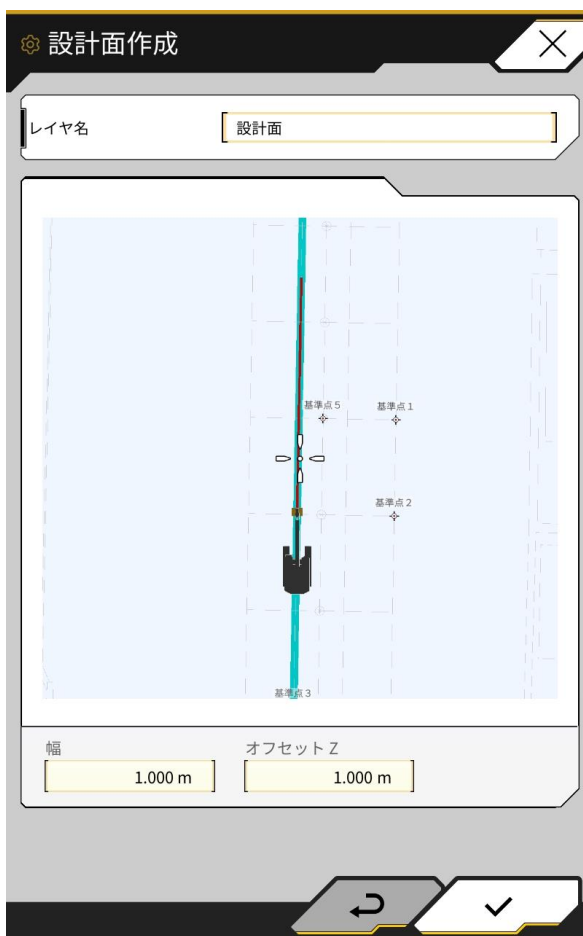 設計面作成
レイヤ名
設計面
基準点５
基準点１
基準点２
基準点３
幅
オフセット Z
1.000 m
1.000 m